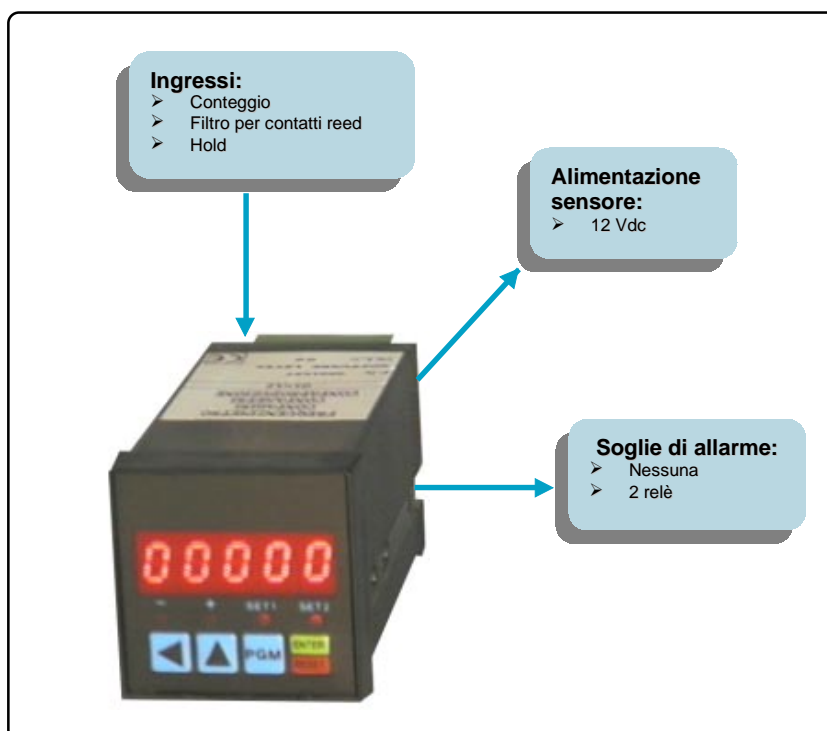 Ingressi:
➢ Conteggio
➢ Filtro per contatti reed
➢ Hold
Alimentazione
sensore:
➢ 12 Vdc
Soglie di allarme:
➢ Nessuna
➢ 2 relè
00000
- + SET1 SET2
PGM ENTER
RESET